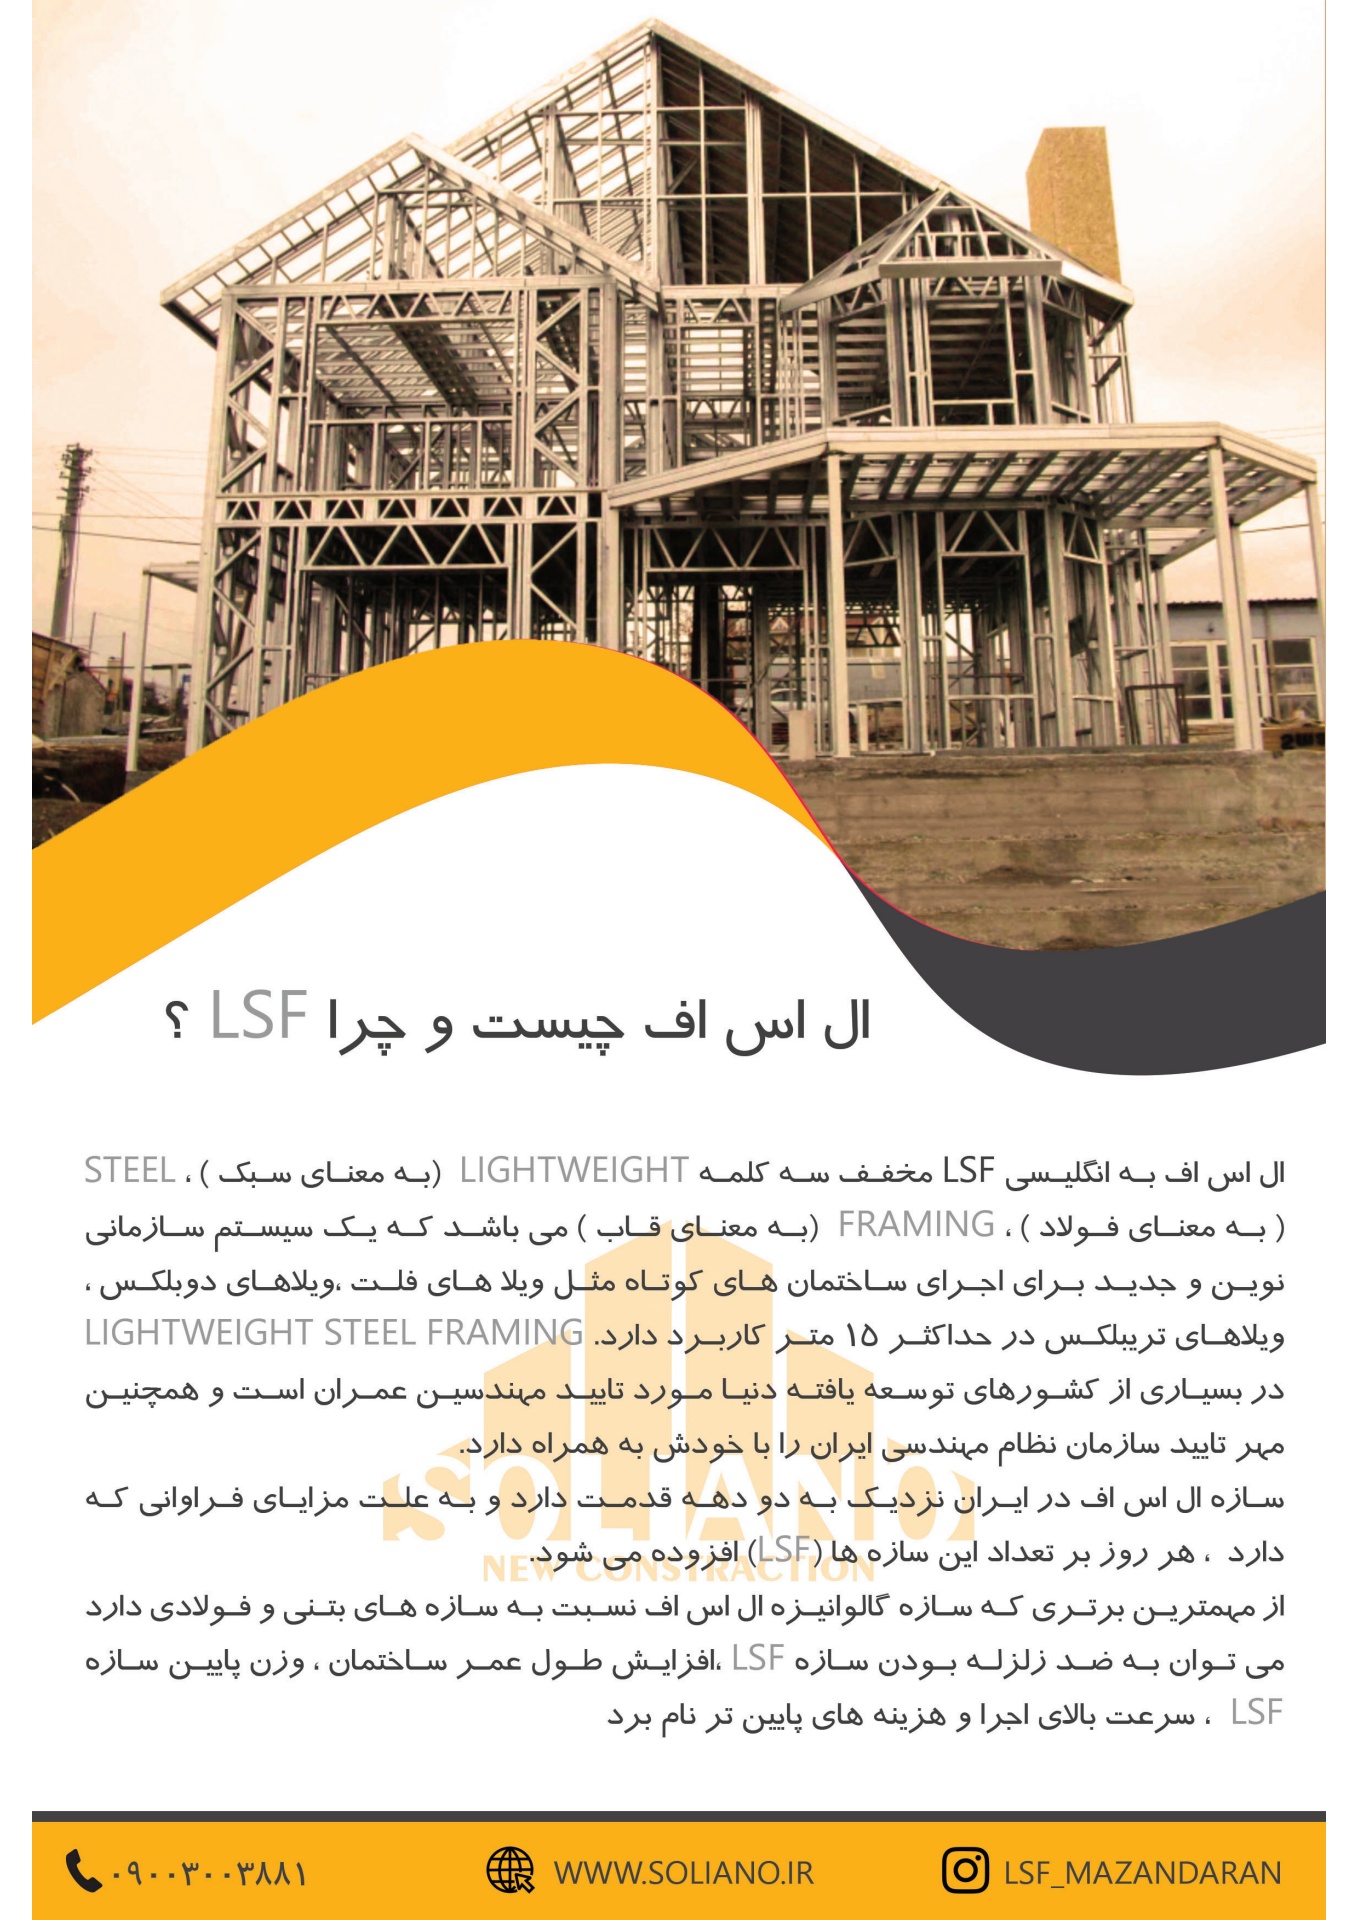 ال اس اف چیست و چرا LSF ؟
ال اس اف به انگلیسی LSF مخفف سه کلمه LIGHTWEIGHT (به معنای سبک ) ، STEEL
( به معنای فولاد ) ، FRAMING (به معنای قاب ) می باشد که یک سیستم سازمانی
نوین و جدید برای اجرای ساختمان های کوتاه مثل ویلا های فلت ،ویلاهای دوبلکس ،
ویلاهای تریبلکس در حداکثر ۱۵ متر کاربرد دارد. LIGHTWEIGHT STEEL FRAMING
در بسیاری از کشورهای توسعه یافته دنیا مورد تایید مهندسین عمران است و همچنین
مهر تایید سازمان نظام مهندسی ایران را با خودش به همراه دارد.
سازه ال اس اف در ایران نزدیک به دو دهه قدمت دارد و به علت مزایای فراوانی که
دارد ، هر روز بر تعداد این سازه ها (LSF) افزوده می شود.
از مهمترین برتری که سازه گالوانیزه ال اس اف نسبت به سازه های بتنی و فولادی دارد
می توان به ضد زلزله بودن سازه LSF ،افزایش طول عمر ساختمان ، وزن پایین سازه
LSF ، سرعت بالای اجرا و هزینه های پایین تر نام برد
SOLIANO
NEW CONSTRACTION
۰۹۰۰۳۰۰۳۸۸۱
WWW.SOLIANO.IR
LSF_MAZANDARAN